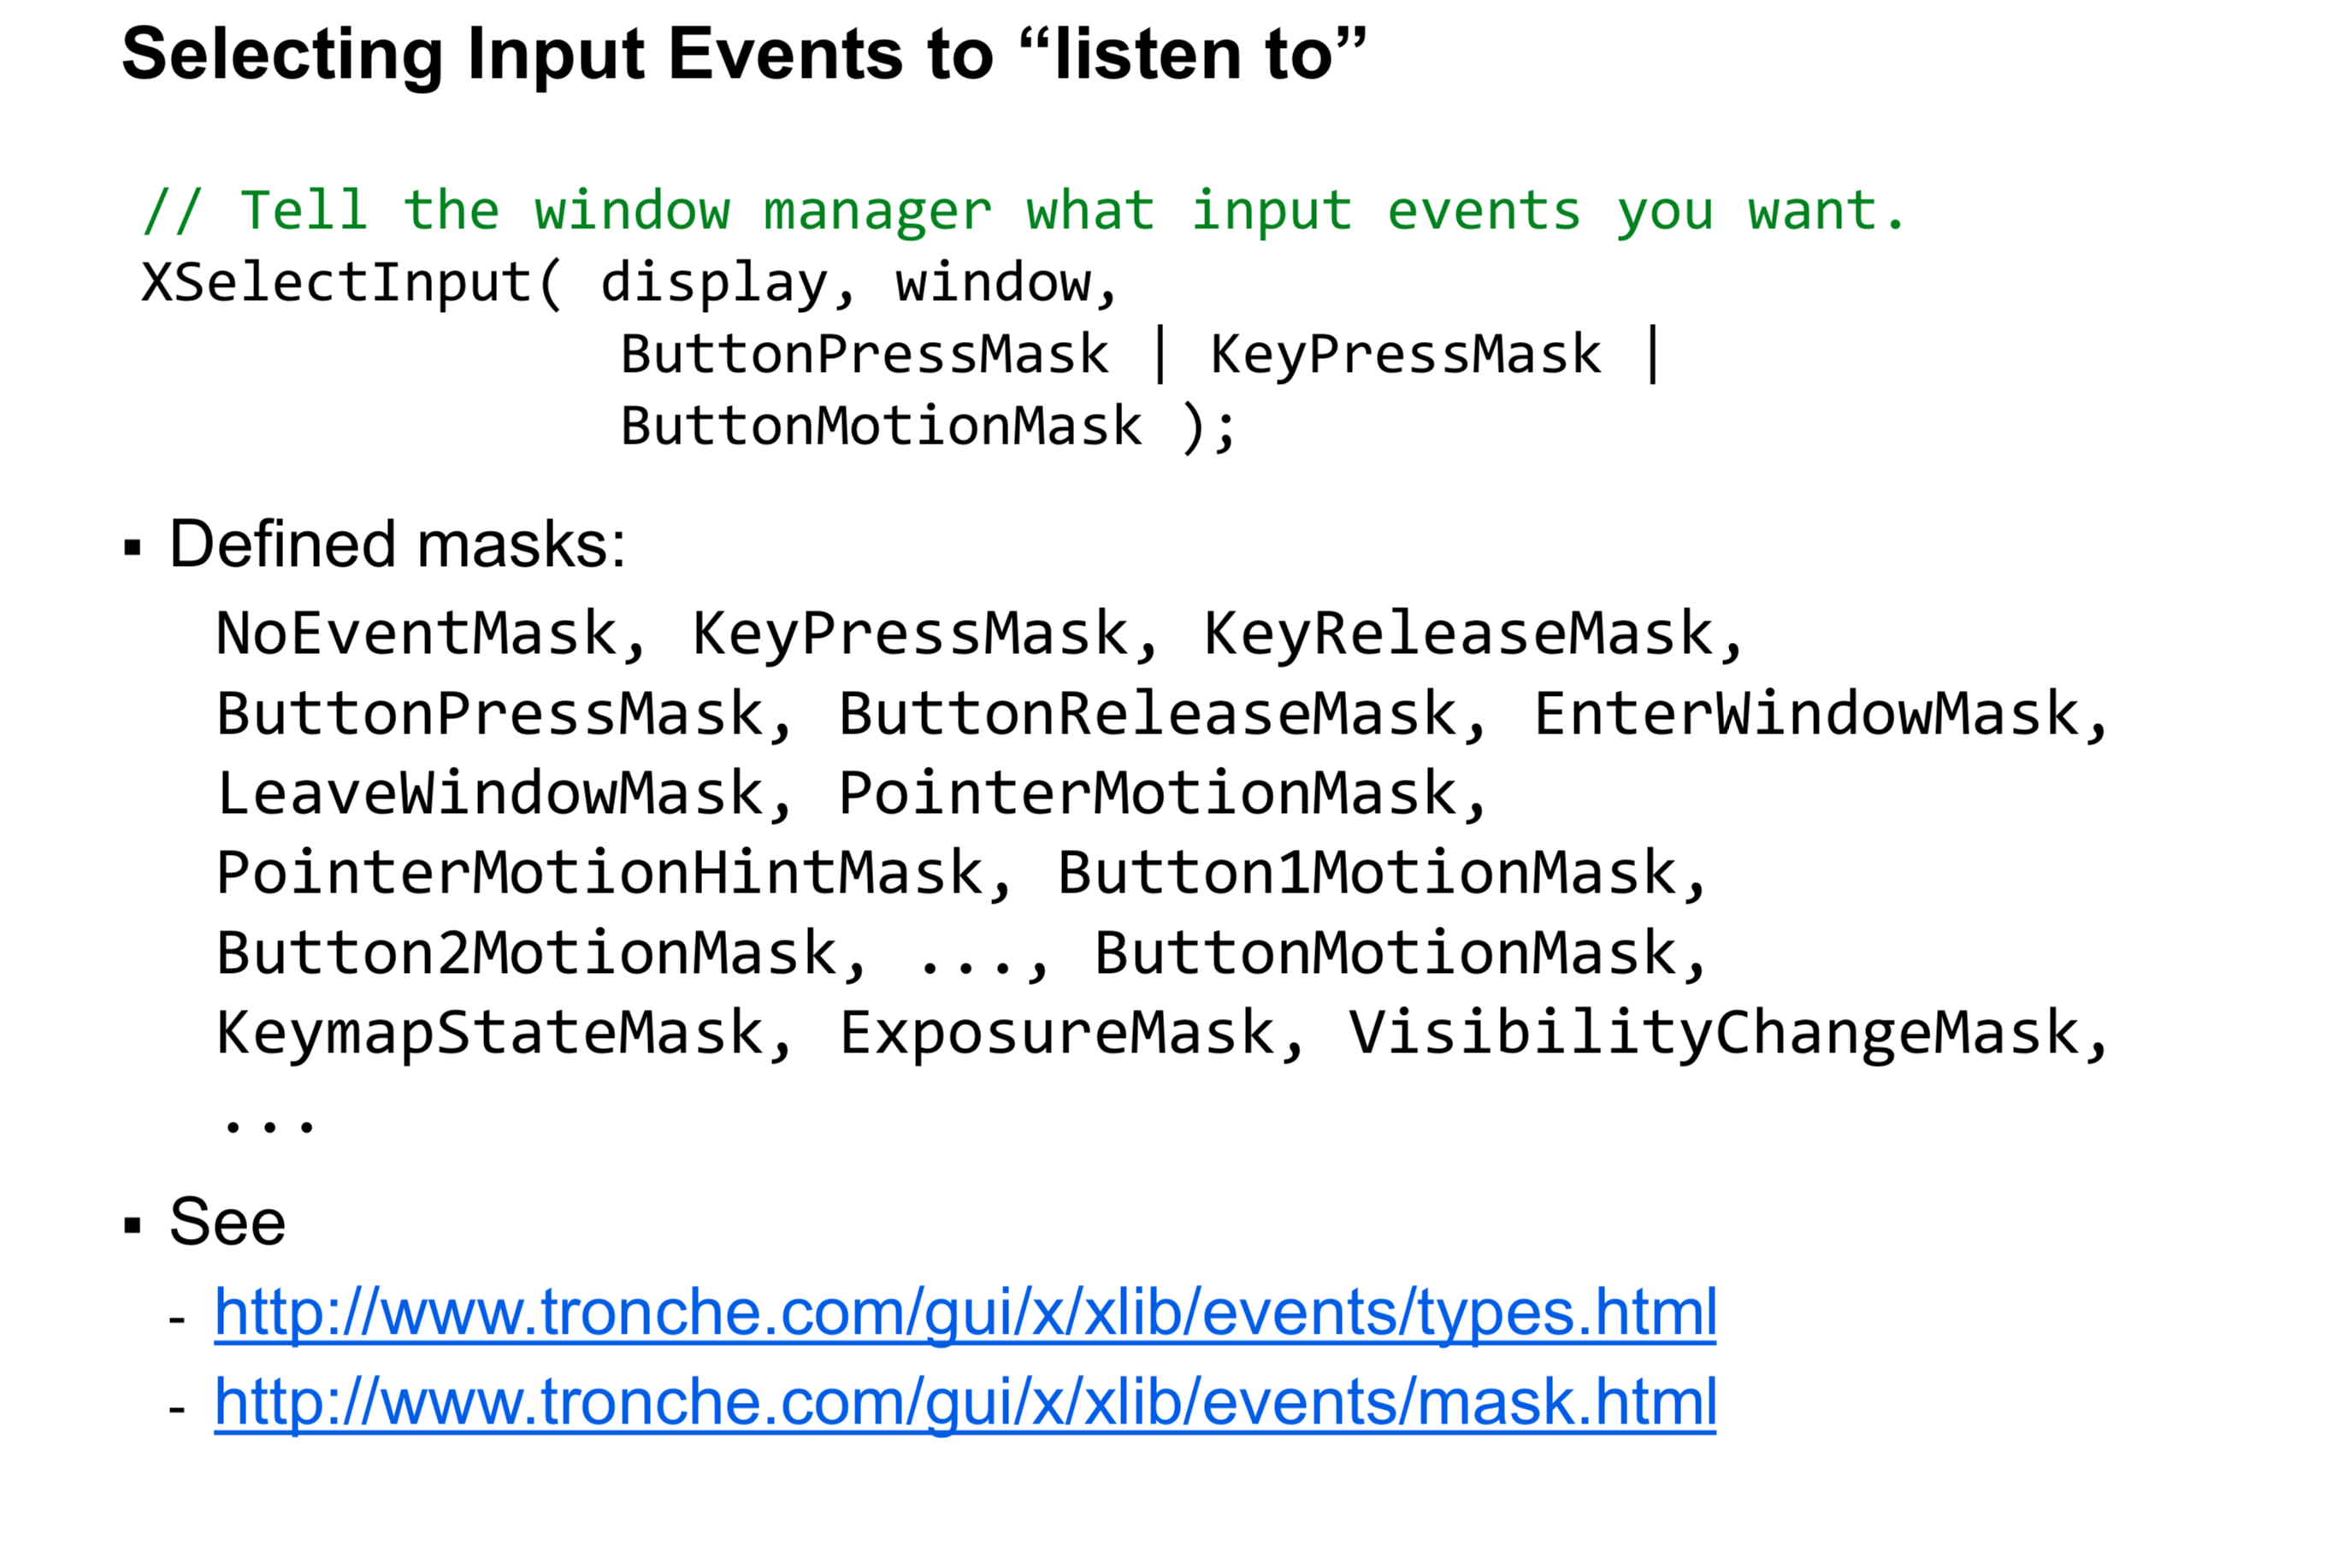 Selecting Input Events to “listen to”
// Tell the window manager what input events you want.
XSelectInput( display, window,
ButtonPressMask | KeyPressMask |
ButtonMotionMask );
▪ Defined masks:
NoEventMask, KeyPressMask, KeyReleaseMask,
ButtonPressMask, ButtonReleaseMask, EnterWindowMask,
LeaveWindowMask, PointerMotionMask,
PointerMotionHintMask, Button1MotionMask,
Button2MotionMask, ..., ButtonMotionMask,
KeymapStateMask, ExposureMask, VisibilityChangeMask,
...
▪ See
- http://www.tronche.com/gui/x/xlib/events/types.html
- http://www.tronche.com/gui/x/xlib/events/mask.html